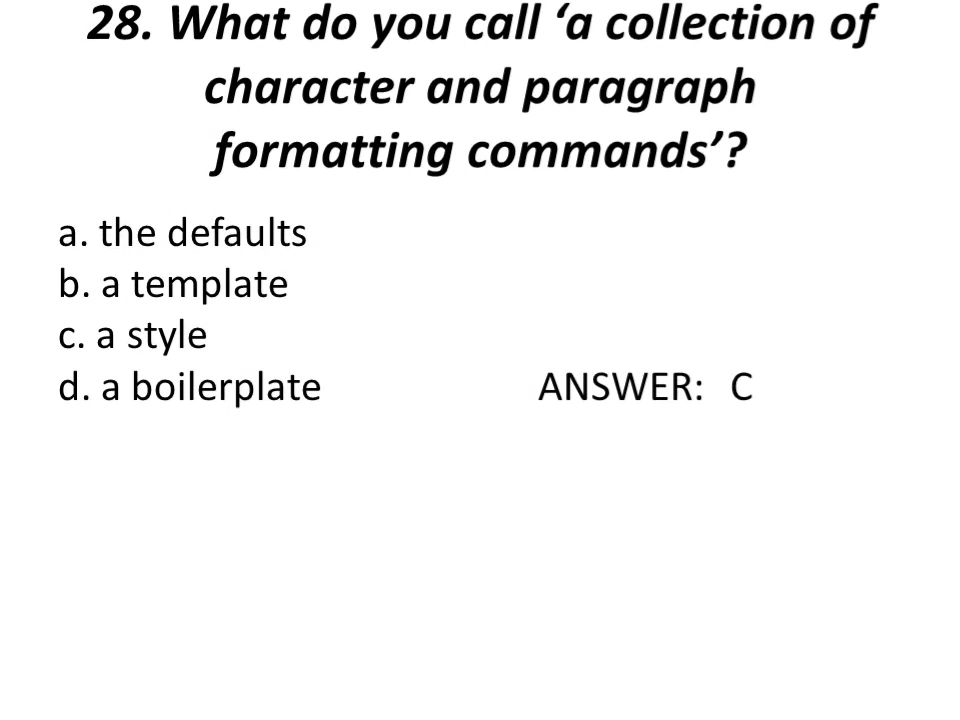 28. What do you call ‘a collection of
character and paragraph
formatting commands’?
a. the defaults
b. a template
c. a style
d. a boilerplate ANSWER: C